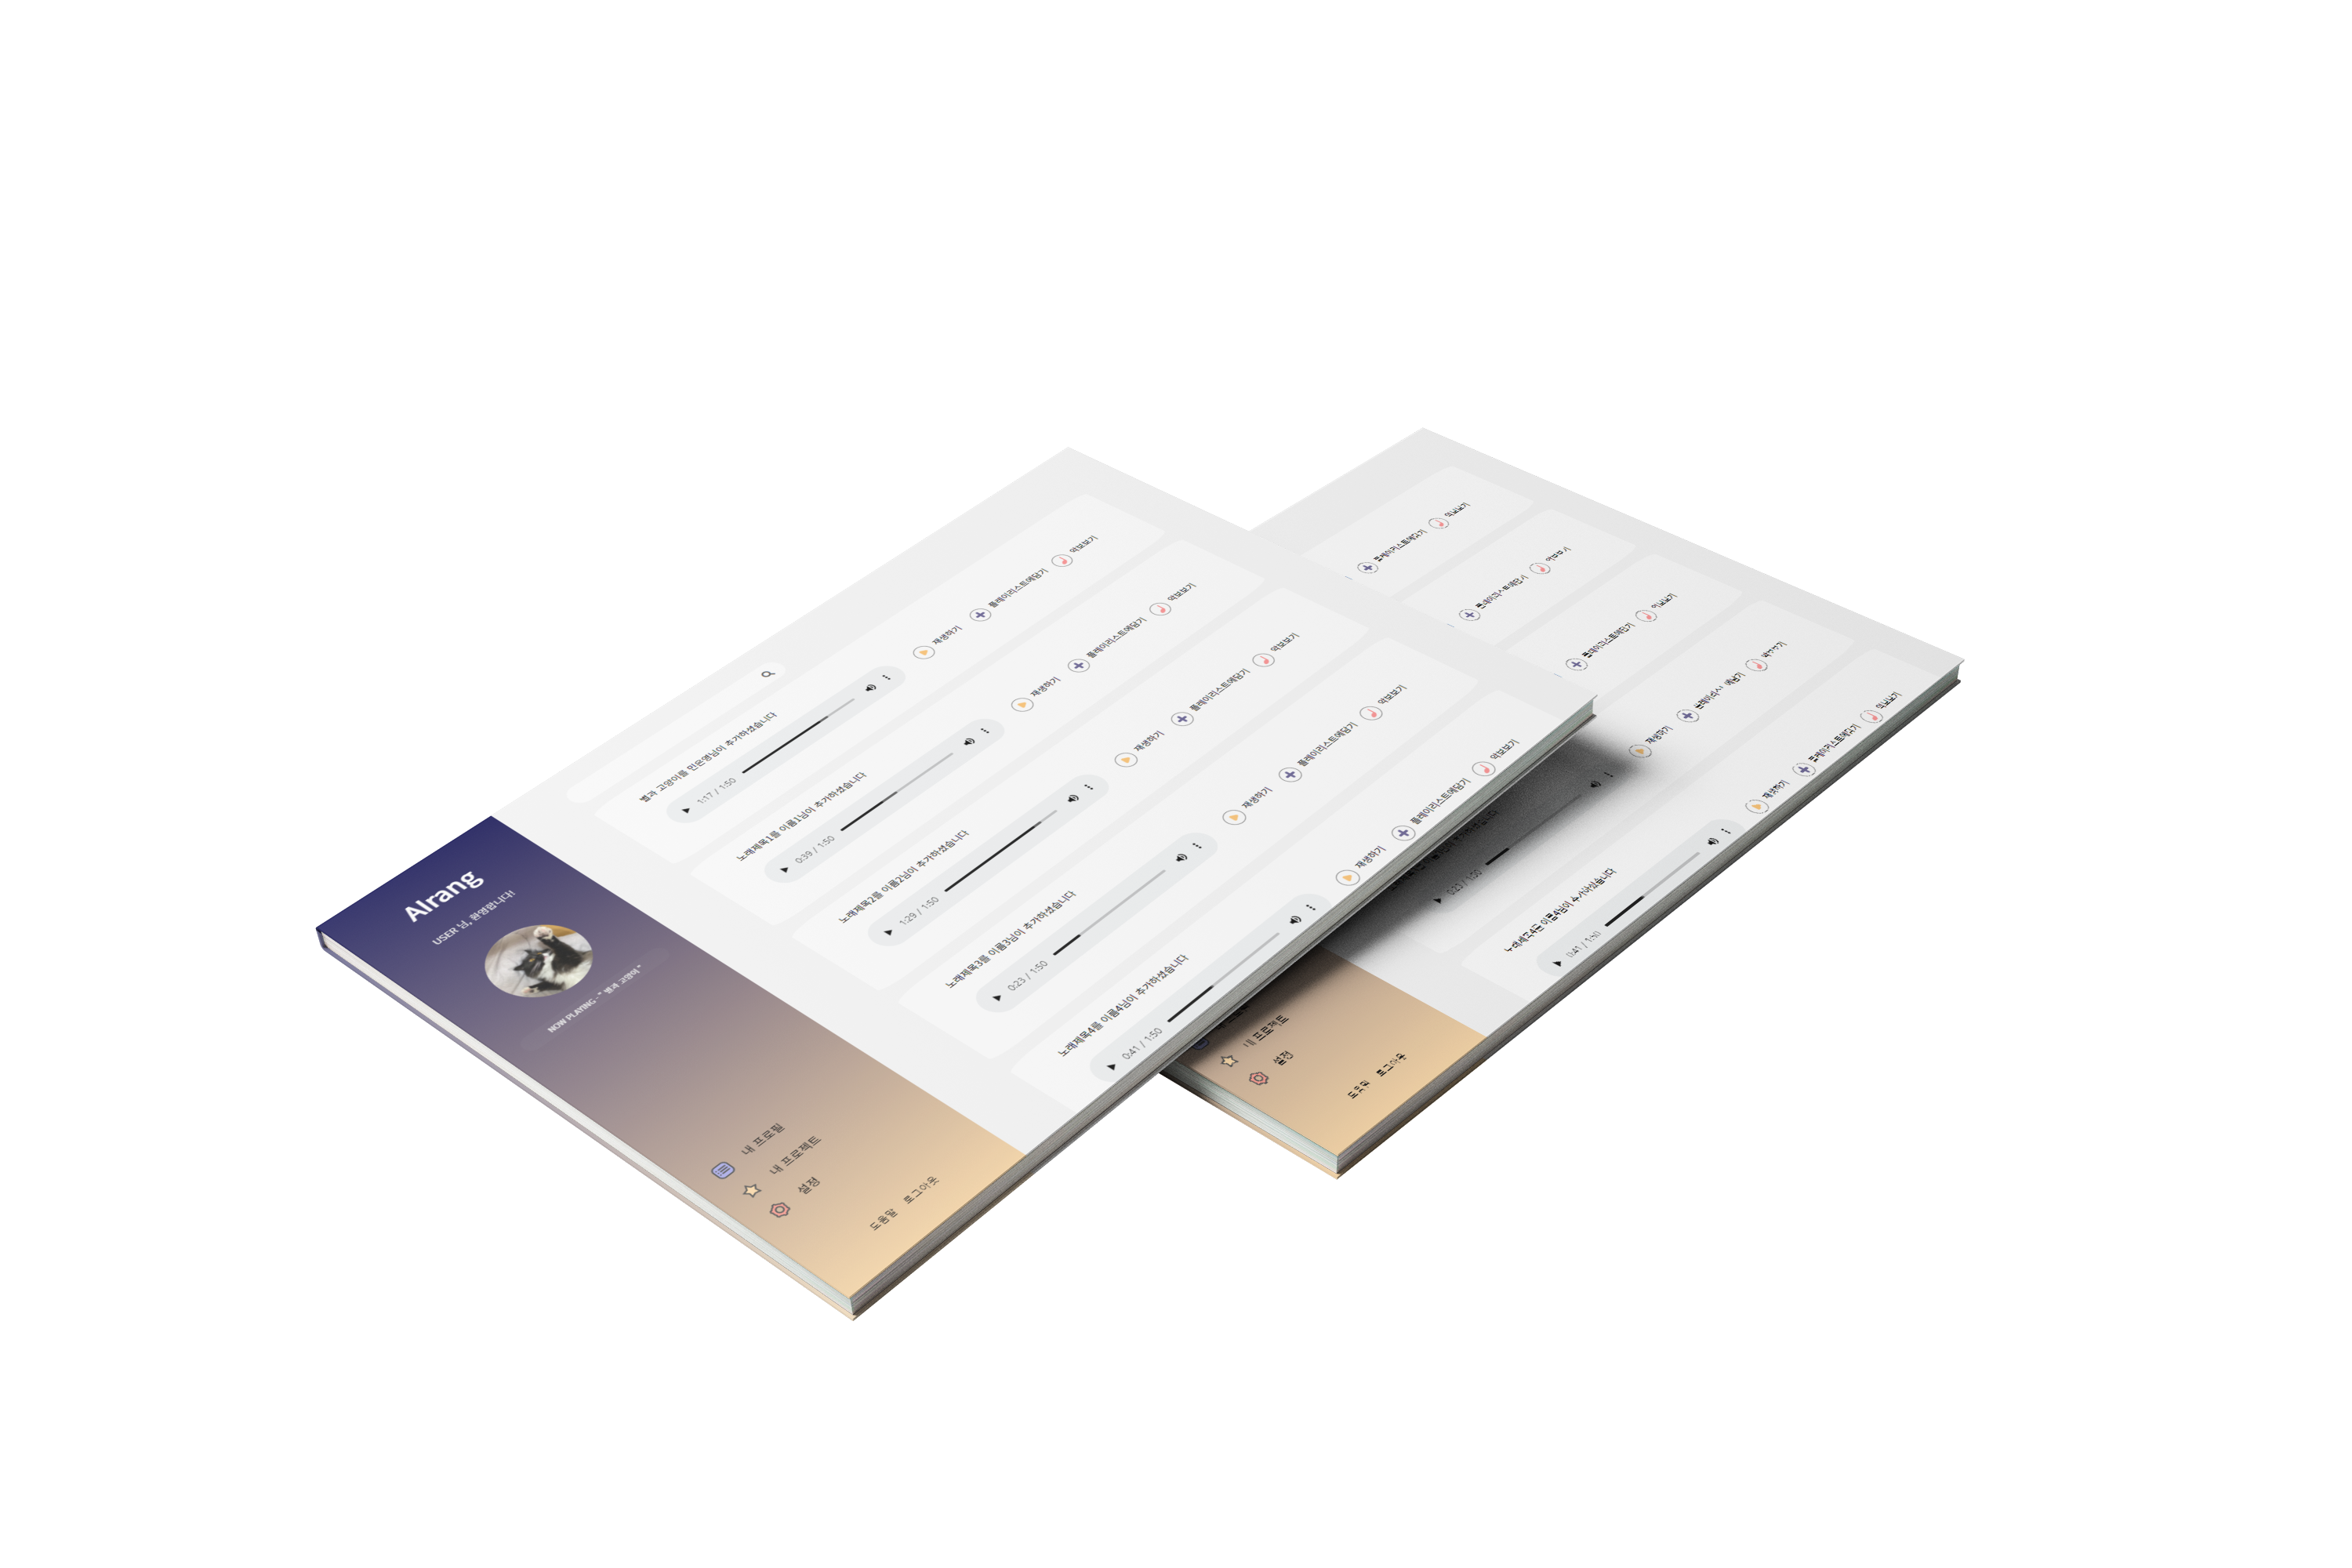 AIrang
USER 님, 환영합니다!
NOW PLAYING - " 별과 고양이 "
내 프로필
내 프로젝트
설정
도움말 로그아웃
별과 고양이를 민은영님이 추가하셨습니다
1:17 / 1:50
재생하기 플레이리스트에담기 악보보기
노래제목1를 이름1님이 추가하셨습니다
0:39 / 1:50
재생하기 플레이리스트에담기 악보보기
노래제목2를 이름2님이 추가하셨습니다
1:29 / 1:50
재생하기 플레이리스트에담기 악보보기
노래제목3를 이름3님이 추가하셨습니다
0:23 / 1:50
재생하기 플레이리스트에담기 악보보기
노래제목4를 이름4님이 추가하셨습니다
0:41 / 1:50
재생하기 플레이리스트에담기 악보보기
내 프로젝트
설정
도움말 로그아웃
플레이리스트에담기 악보보기
플레이리스트에담기 악보보기
플레이리스트에담기 악보보기
0:23 / 1:50
재생하기 플레이리스트에담기 악보보기
노래제목4를 이름4님이 추가하셨습니다
0:41 / 1:50
재생하기 플레이리스트에담기 악보보기